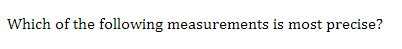 Which of the following measurements is most precise?